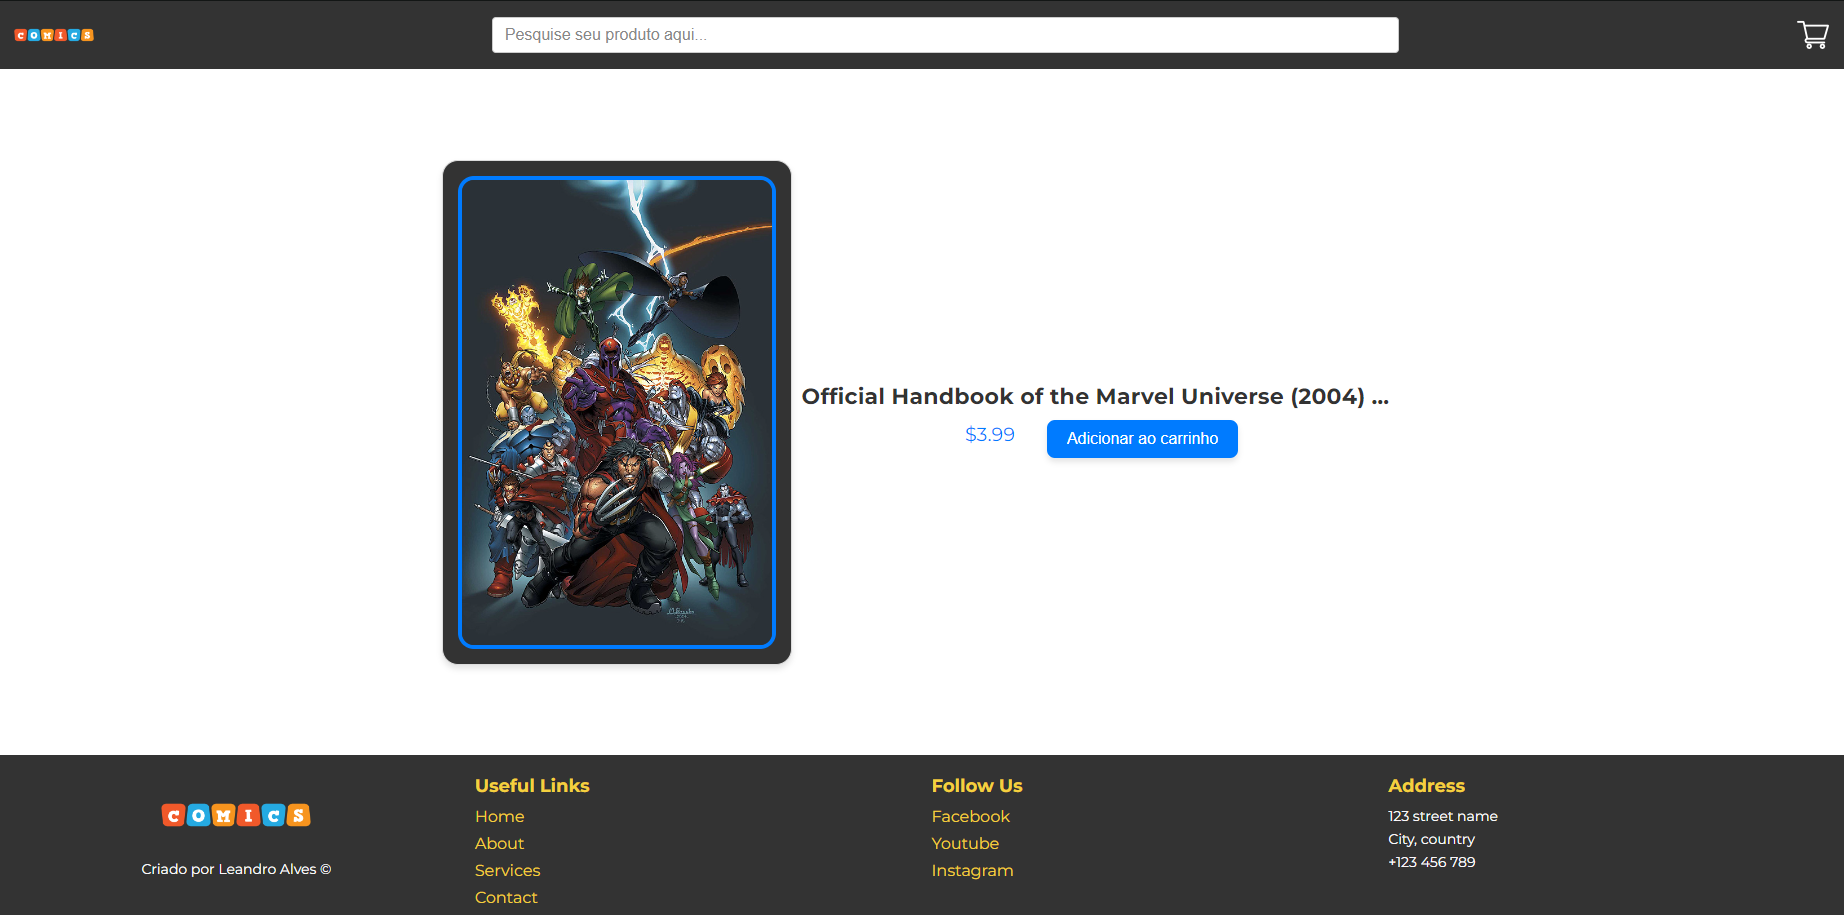 COMICS
Pesquise seu produto aqui...
Official Handbook of the Marvel Universe (2004) ...
$3.99
Adicionar ao carrinho
COMICS
Criado por Leandro Alves ©
Useful Links
Home
About
Services
Contact
Follow Us
Facebook
Youtube
Instagram
Address
123 street name
City, country
+123 456 789